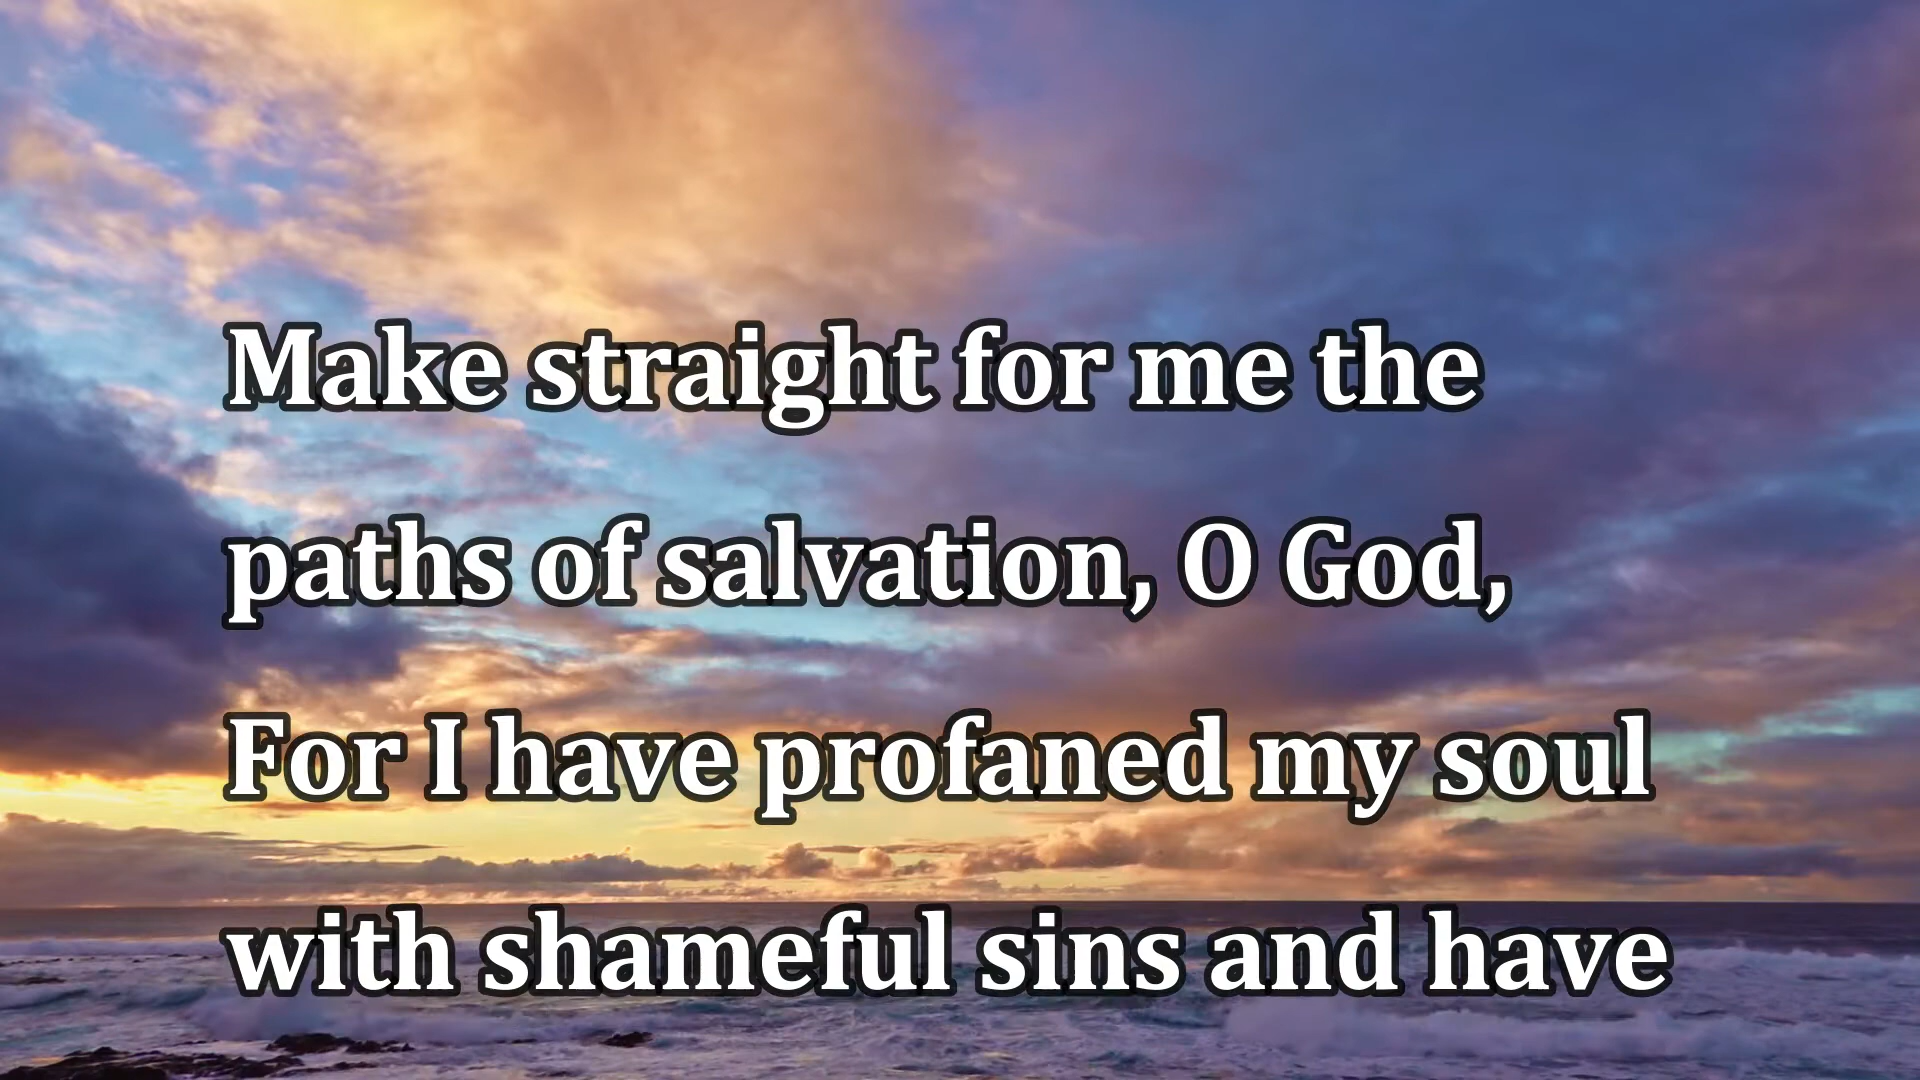 Make straight for me the
paths of salvation, O God,
For I have profaned my soul
with shameful sins and have